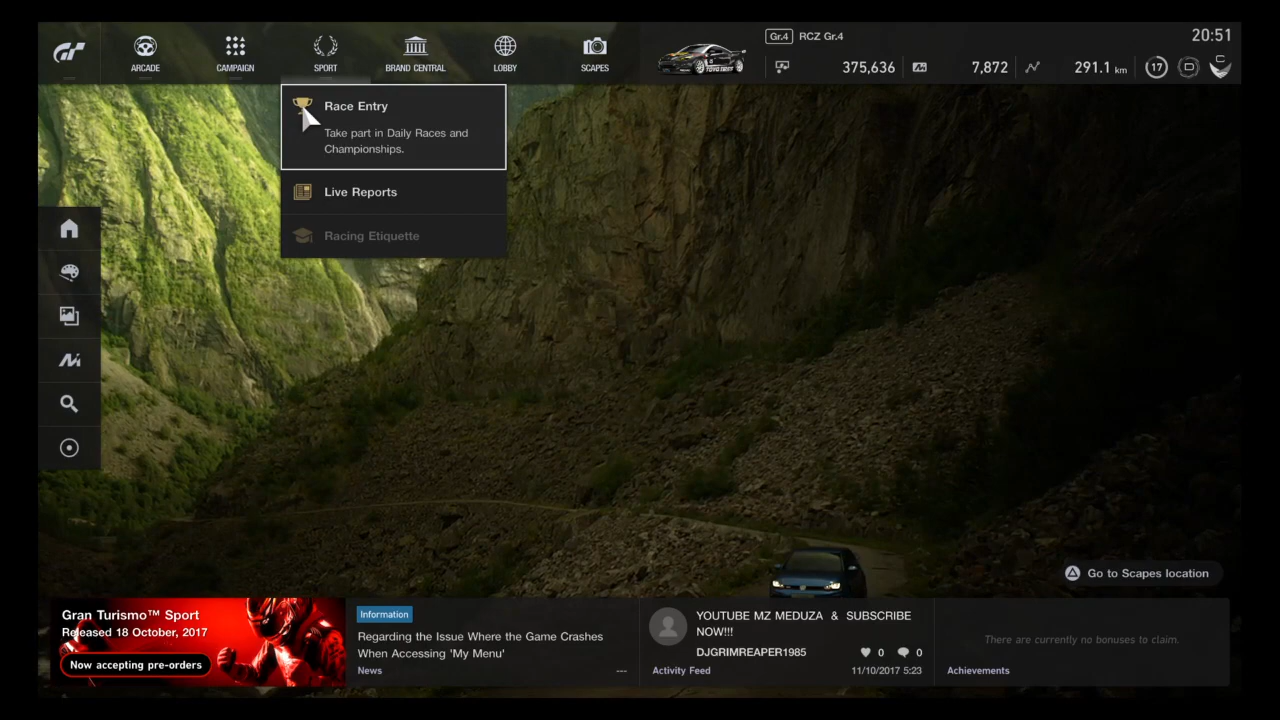 Gr.4 RCZ Gr.4
20:51
ARCADE
CAMPAIGN
SPORT
BRAND CENTRAL
LOBBY
SCAPES
375,636
7,872
291.1 km
17
D
C
Race Entry
Take part in Daily Races and
Championships.
Live Reports
Racing Etiquette
Go to Scapes location
Gran Turismo™ Sport
Released 18 October, 2017
Now accepting pre-orders
Information
Regarding the Issue Where the Game Crashes
When Accessing 'My Menu'
News ---
YOUTUBE MZ MEDUZA & SUBSCRIBE
NOW!!!
DJGRIMREAPER1985 0 0
Activity Feed 11/10/2017 5:23
There are currently no bonuses to claim.
Achievements